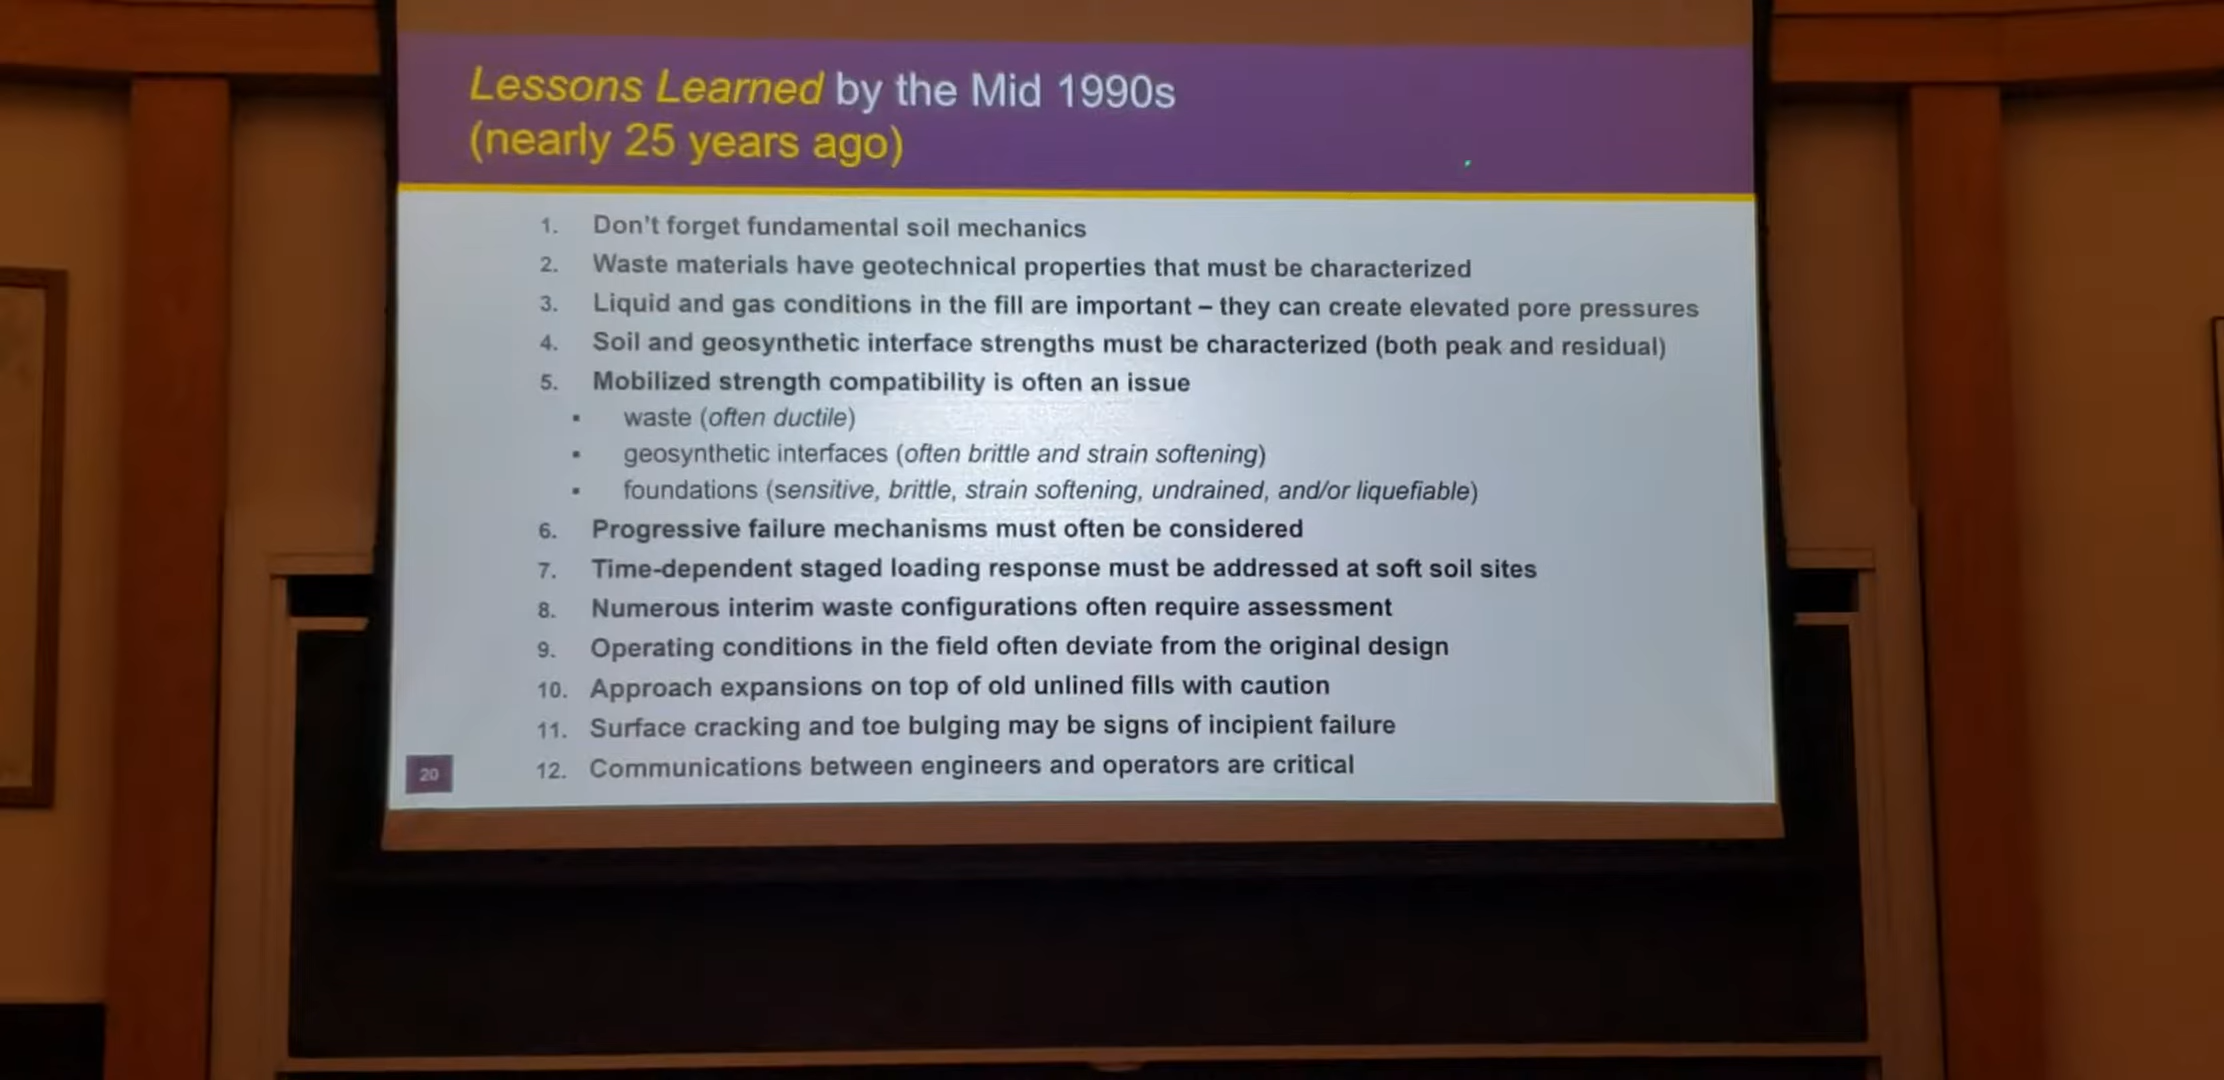 Lessons Learned by the Mid 1990s
(nearly 25 years ago)
1. Don't forget fundamental soil mechanics
2. Waste materials have geotechnical properties that must be characterized
3. Liquid and gas conditions in the fill are important – they can create elevated pore pressures
4. Soil and geosynthetic interface strengths must be characterized (both peak and residual)
5. Mobilized strength compatibility is often an issue
▪ waste (often ductile)
▪ geosynthetic interfaces (often brittle and strain softening)
▪ foundations (sensitive, brittle, strain softening, undrained, and/or liquefiable)
6. Progressive failure mechanisms must often be considered
7. Time-dependent staged loading response must be addressed at soft soil sites
8. Numerous interim waste configurations often require assessment
9. Operating conditions in the field often deviate from the original design
10. Approach expansions on top of old unlined fills with caution
11. Surface cracking and toe bulging may be signs of incipient failure
12. Communications between engineers and operators are critical
20